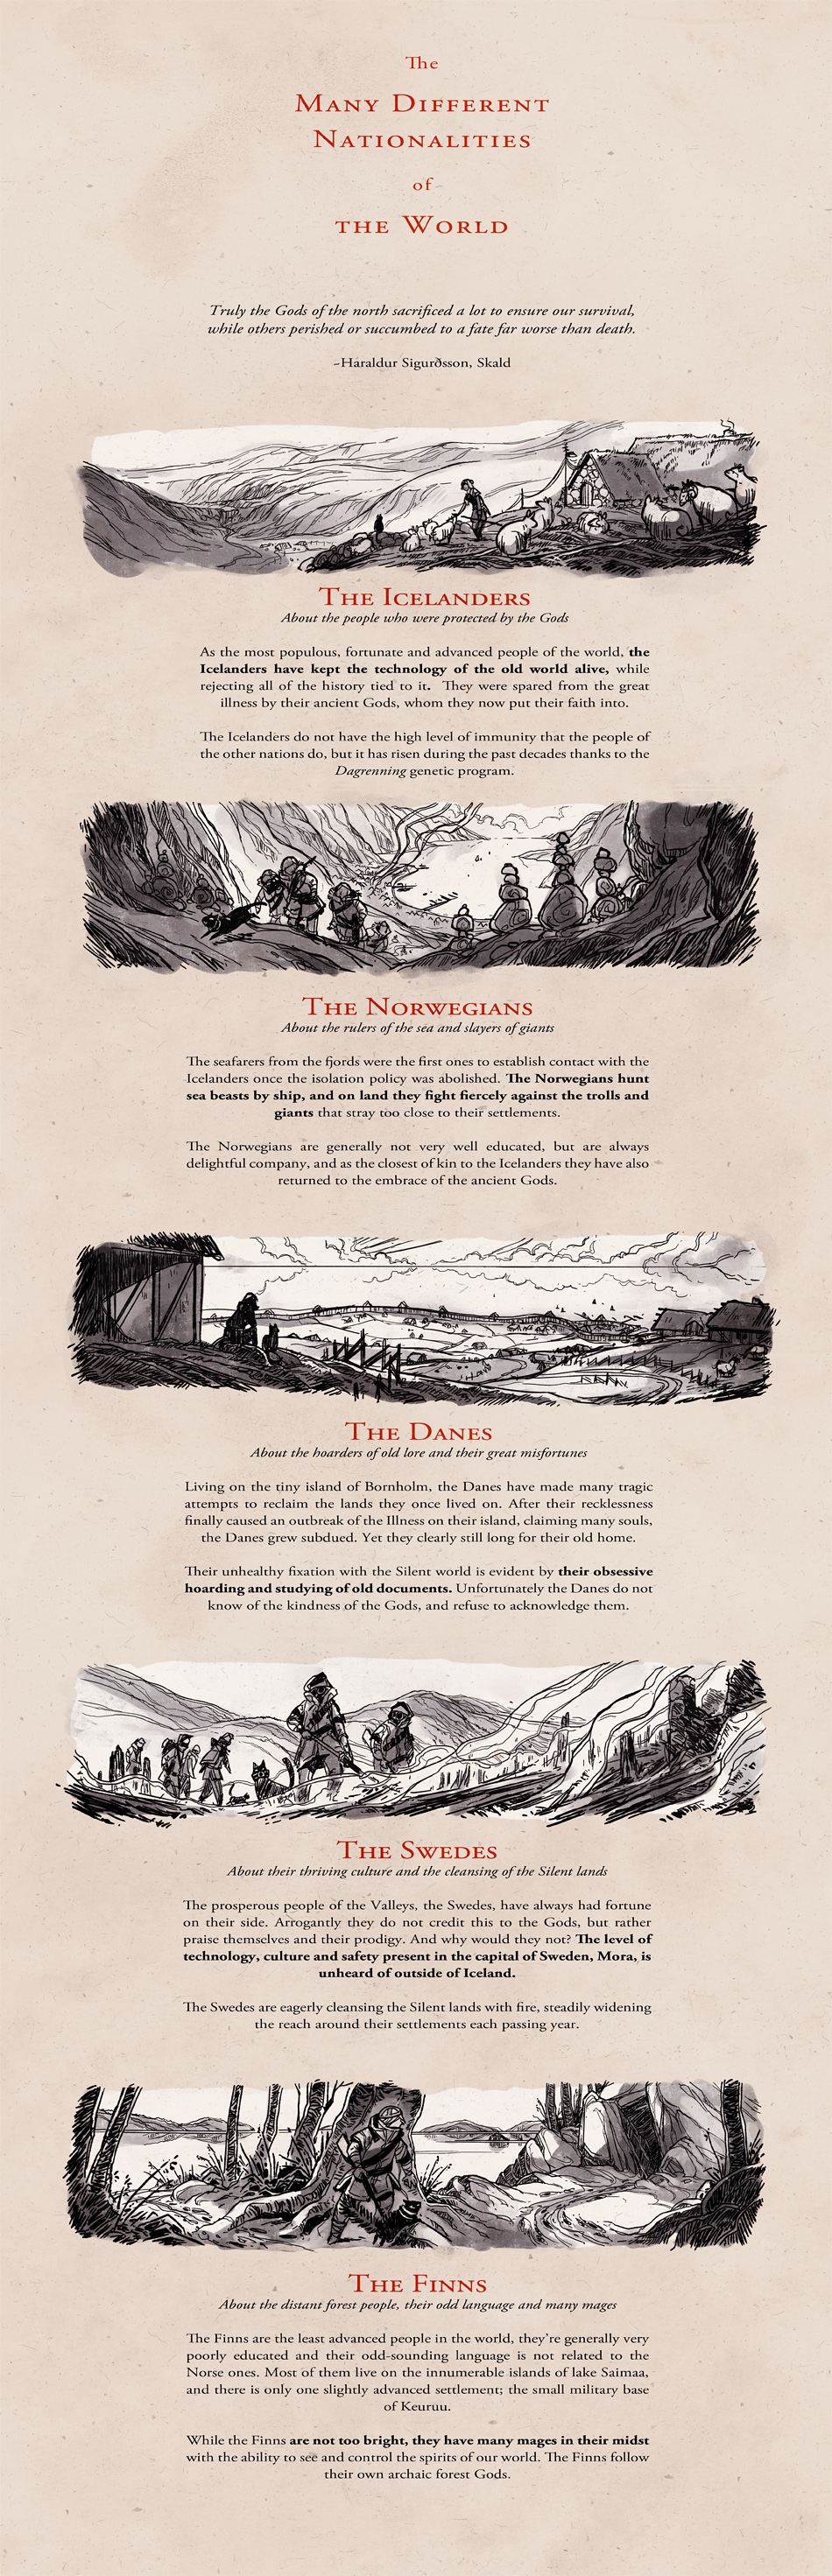 The
Many Different
Nationalities
of
the World
Truly the Gods of the north sacrificed a lot to ensure our survival,
while others perished or succumbed to a fate far worse than death.
~Haraldur Sigurðsson, Skald
The Icelanders
About the people who were protected by the Gods
As the most populous, fortunate and advanced people of the world, the
Icelanders have kept the technology of the old world alive, while
rejecting all of the history tied to it. They were spared from the great
illness by their ancient Gods, whom they now put their faith into.
The Icelanders do not have the high level of immunity that the people of
the other nations do, but it has risen during the past decades thanks to the
Dagrenning genetic program.
The Norwegians
About the rulers of the sea and slayers of giants
The seafarers from the fjords were the first ones to establish contact with the
Icelanders once the isolation policy was abolished. The Norwegians hunt
sea beasts by ship, and on land they fight fiercely against the trolls and
giants that stray too close to their settlements.
The Norwegians are generally not very well educated, but are always
delightful company, and as the closest of kin to the Icelanders they have also
returned to the embrace of the ancient Gods.
The Danes
About the hoarders of old lore and their great misfortunes
Living on the tiny island of Bornholm, the Danes have made many tragic
attempts to reclaim the lands they once lived on. After their recklessness
finally caused an outbreak of the Illness on their island, claiming many souls,
the Danes grew subdued. Yet they clearly still long for their old home.
Their unhealthy fixation with the Silent world is evident by their obsessive
hoarding and studying of old documents. Unfortunately the Danes do not
know of the kindness of the Gods, and refuse to acknowledge them.
The Swedes
About their thriving culture and the cleansing of the Silent lands
The prosperous people of the Valleys, the Swedes, have always had fortune
on their side. Arrogantly they do not credit this to the Gods, but rather
praise themselves and their prodigy. And why would they not? The level of
technology, culture and safety present in the capital of Sweden, Mora, is
unheard of outside of Iceland.
The Swedes are eagerly cleansing the Silent lands with fire, steadily widening
the reach around their settlements each passing year.
The Finns
About the distant forest people, their odd language and many mages
The Finns are the least advanced people in the world, they're generally very
poorly educated and their odd-sounding language is not related to the
Norse ones. Most of them live on the innumerable islands of lake Saimaa,
and there is only one slightly advanced settlement; the small military base
of Keuruu.
While the Finns are not too bright, they have many mages in their midst
with the ability to see and control the spirits of our world. The Finns follow
their own archaic forest Gods.